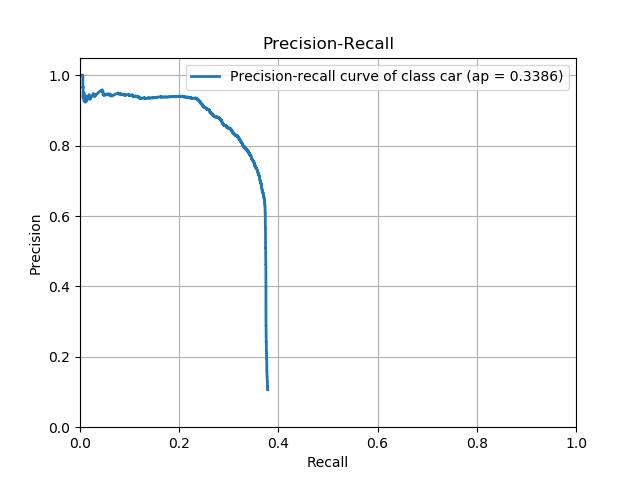 Precision-Recall
Precision-recall curve of class car (ap = 0.3386)
1.0
0.8
0.6
0.4
0.2
0.0
Precision
0.0 0.2 0.4 0.6 0.8 1.0
Recall